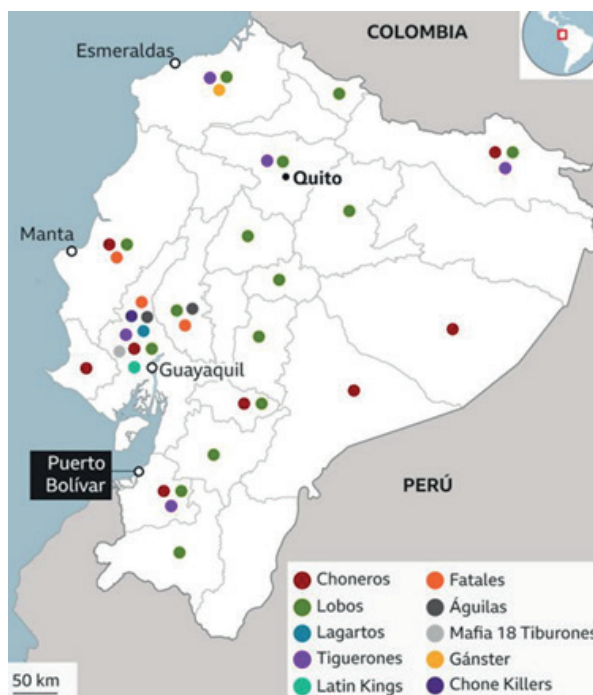 COLOMBIA
Esmeraldas
Quito
Manta
Guayaquil
Puerto
Bolívar
PERÚ
Choneros
Lobos
Lagartos
Tiguerones
Latin Kings
Fatales
Águilas
Mafia 18 Tiburones
Gánster
Chone Killers
50 km